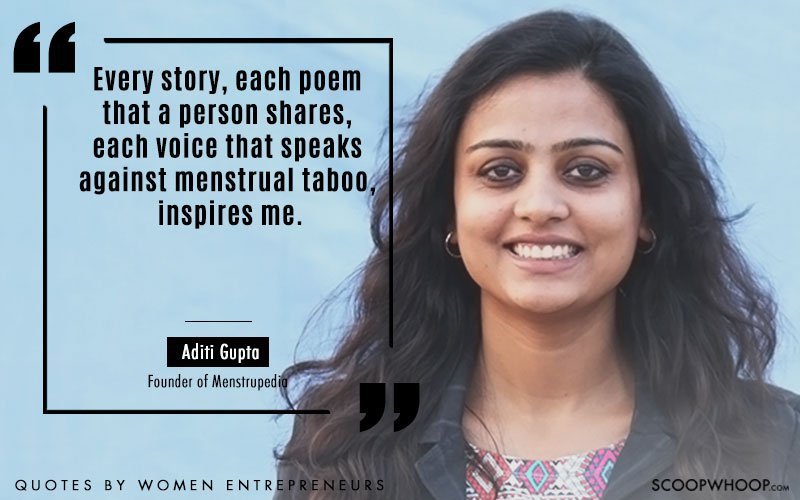 Every story, each poem
that a person shares,
each voice that speaks
against menstrual taboo,
inspires me.
Aditi Gupta
Founder of Menstrupedia
QUOTES BY WOMEN ENTREPRENEURS
SCOOPWHOOP.COM